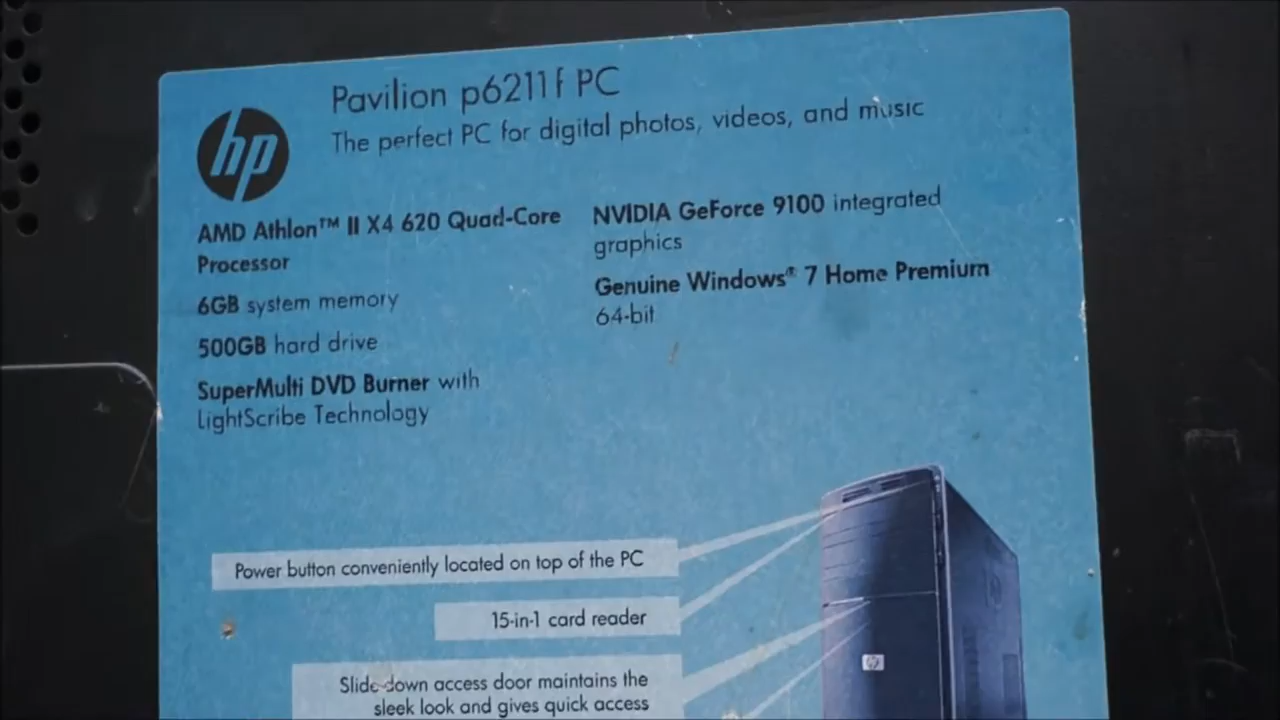 hp
Pavilion p6211f PC
The perfect PC for digital photos, videos, and music
AMD Athlon™ II X4 620 Quad-Core
Processor
6GB system memory
500GB hard drive
SuperMulti DVD Burner with
LightScribe Technology
NVIDIA GeForce 9100 integrated
graphics
Genuine Windows® 7 Home Premium
64-bit
Power button conveniently located on top of the PC
15-in-1 card reader
Slide-down access door maintains the
sleek look and gives quick access
hp